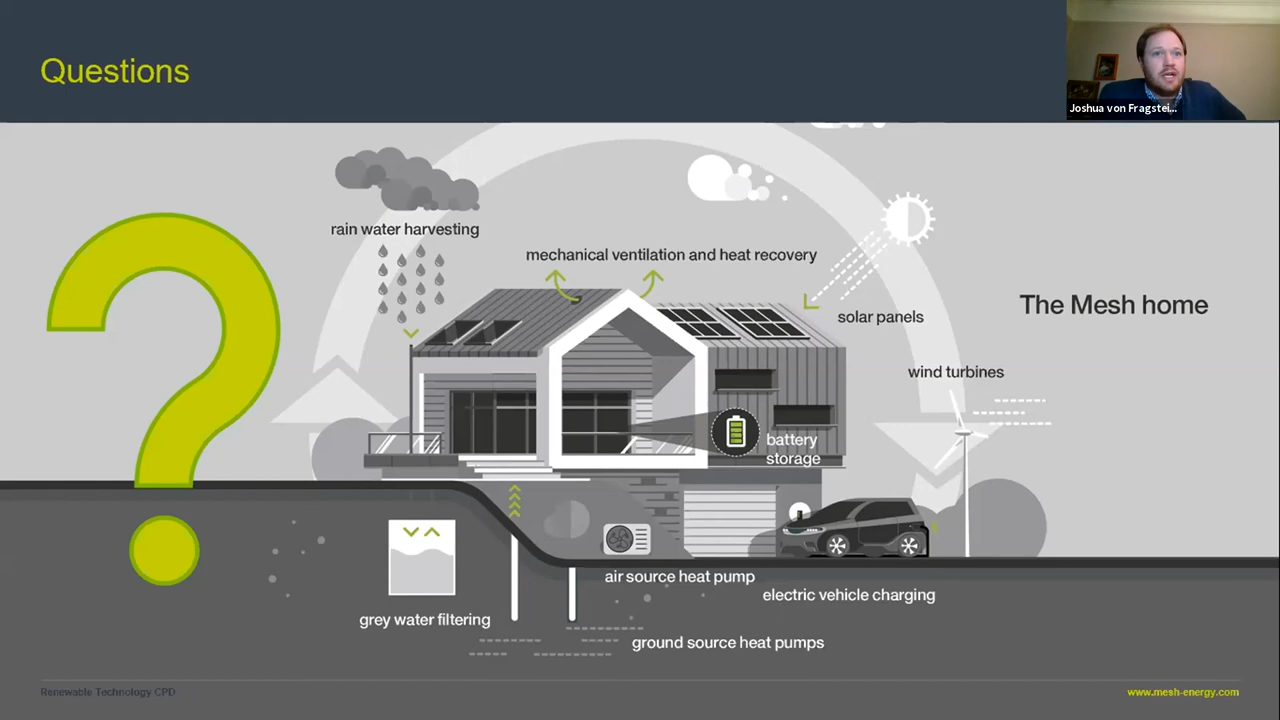 Questions
Joshua von Fragstei...
rain water harvesting
mechanical ventilation and heat recovery
solar panels
The Mesh home
wind turbines
battery
storage
air source heat pump
electric vehicle charging
grey water filtering
ground source heat pumps
Renewable Technology CPD
www.mesh-energy.com